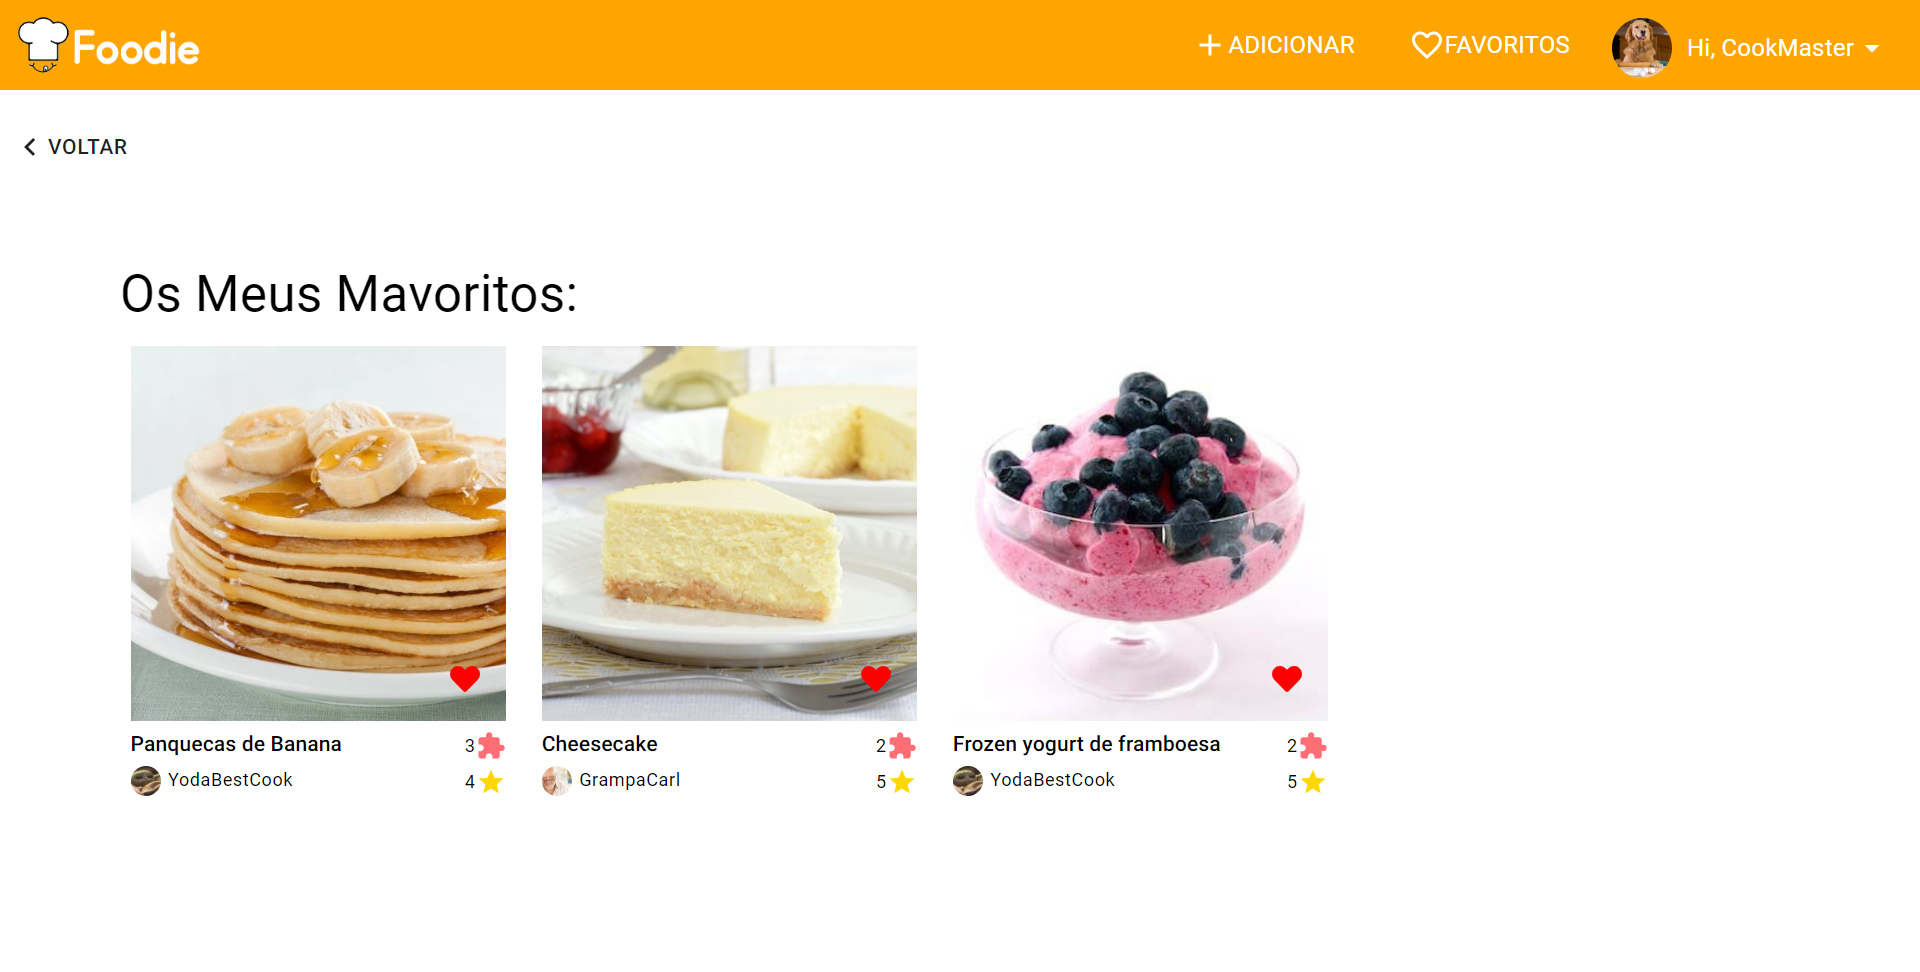 Foodie
ADICIONAR
FAVORITOS
Hi, CookMaster
VOLTAR
Os Meus Mavoritos:
Panquecas de Banana 3
YodaBestCook 4
Cheesecake 2
GrampaCarl 5
Frozen yogurt de framboesa 2
YodaBestCook 5